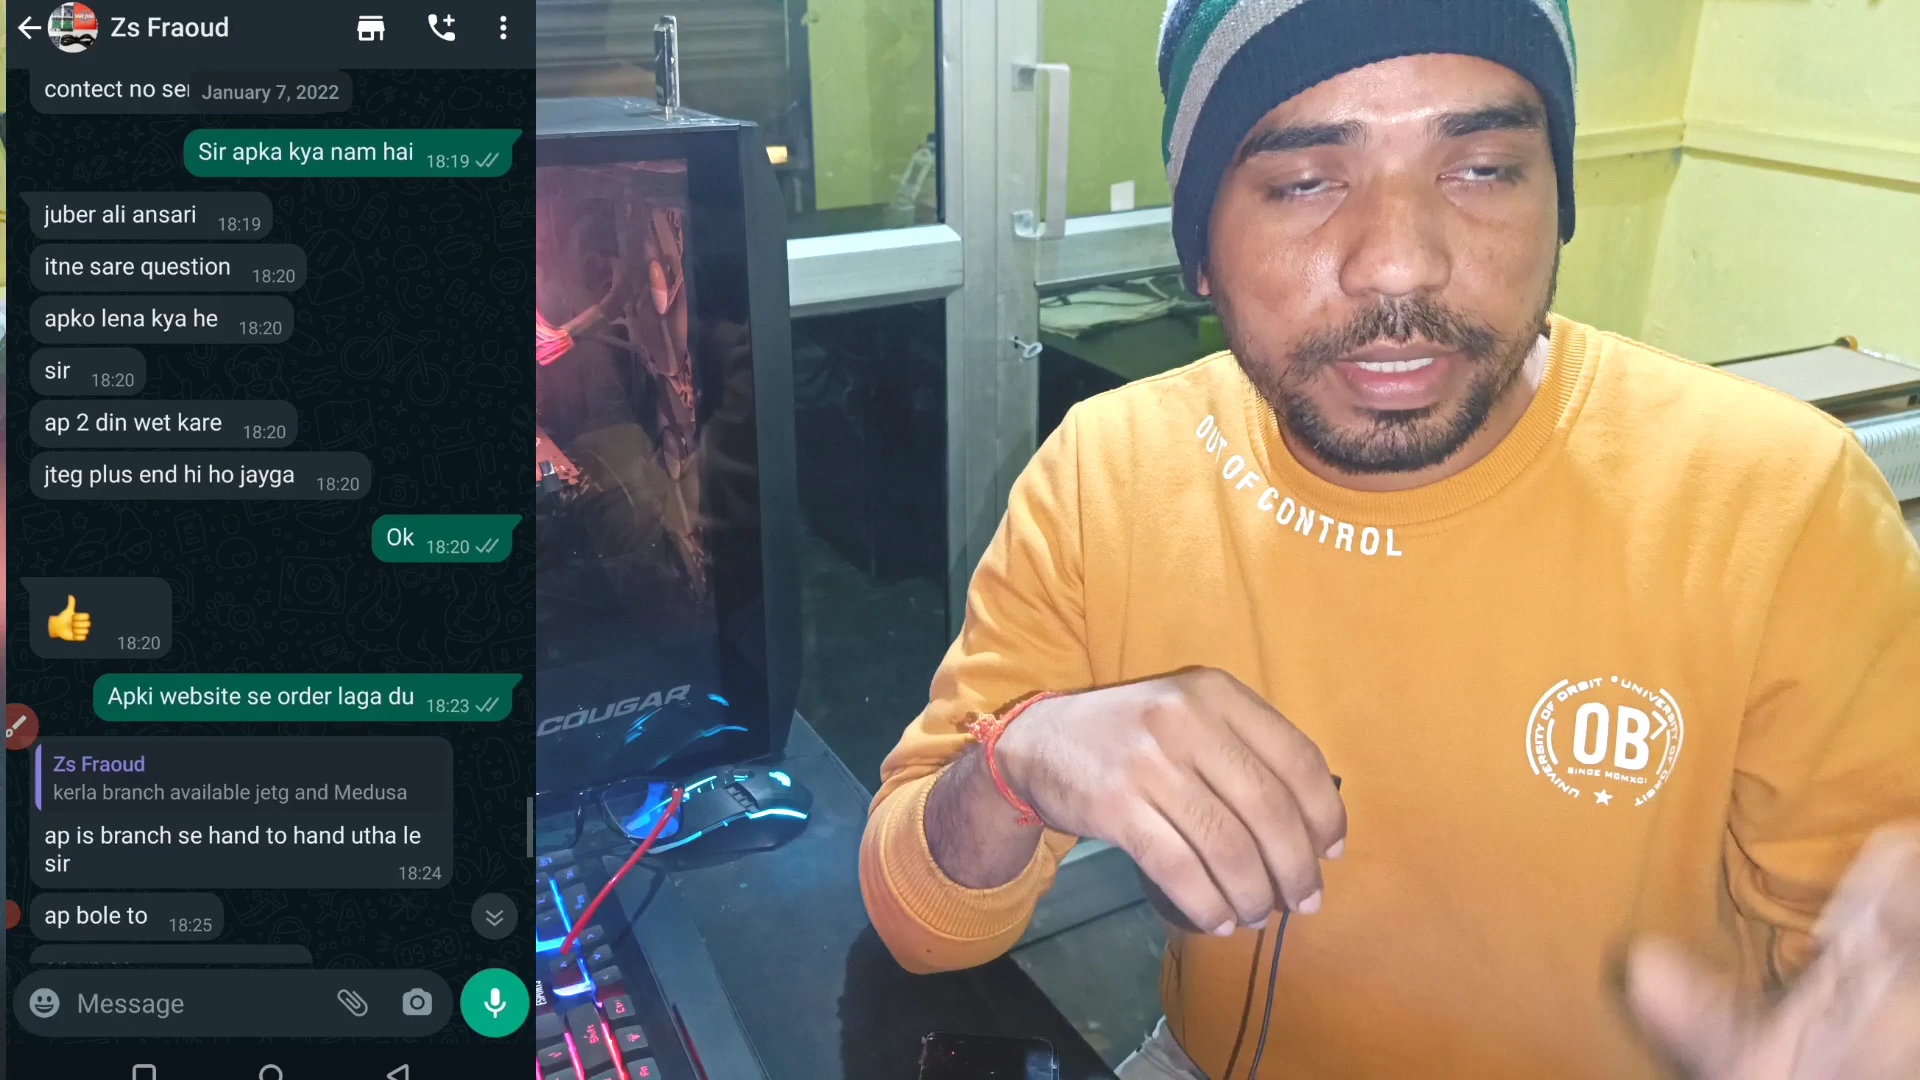 Zs Fraoud
contect no se
January 7, 2022
Sir apka kya nam hai 18:19
juber ali ansari 18:19
itne sare question 18:20
apko lena kya he 18:20
sir 18:20
ap 2 din wet kare 18:20
jteg plus end hi ho jayga 18:20
Ok 18:20
👍 18:20
Apki website se order laga du 18:23
Zs Fraoud
kerla branch available jetg and Medusa
ap is branch se hand to hand utha le
sir 18:24
ap bole to 18:25
Message
COUGAR
OUT OF CONTROL
UNIVERSITY OF ORBIT • UNIVERSITY OF ORBIT
OB
SINCE MCMXCI